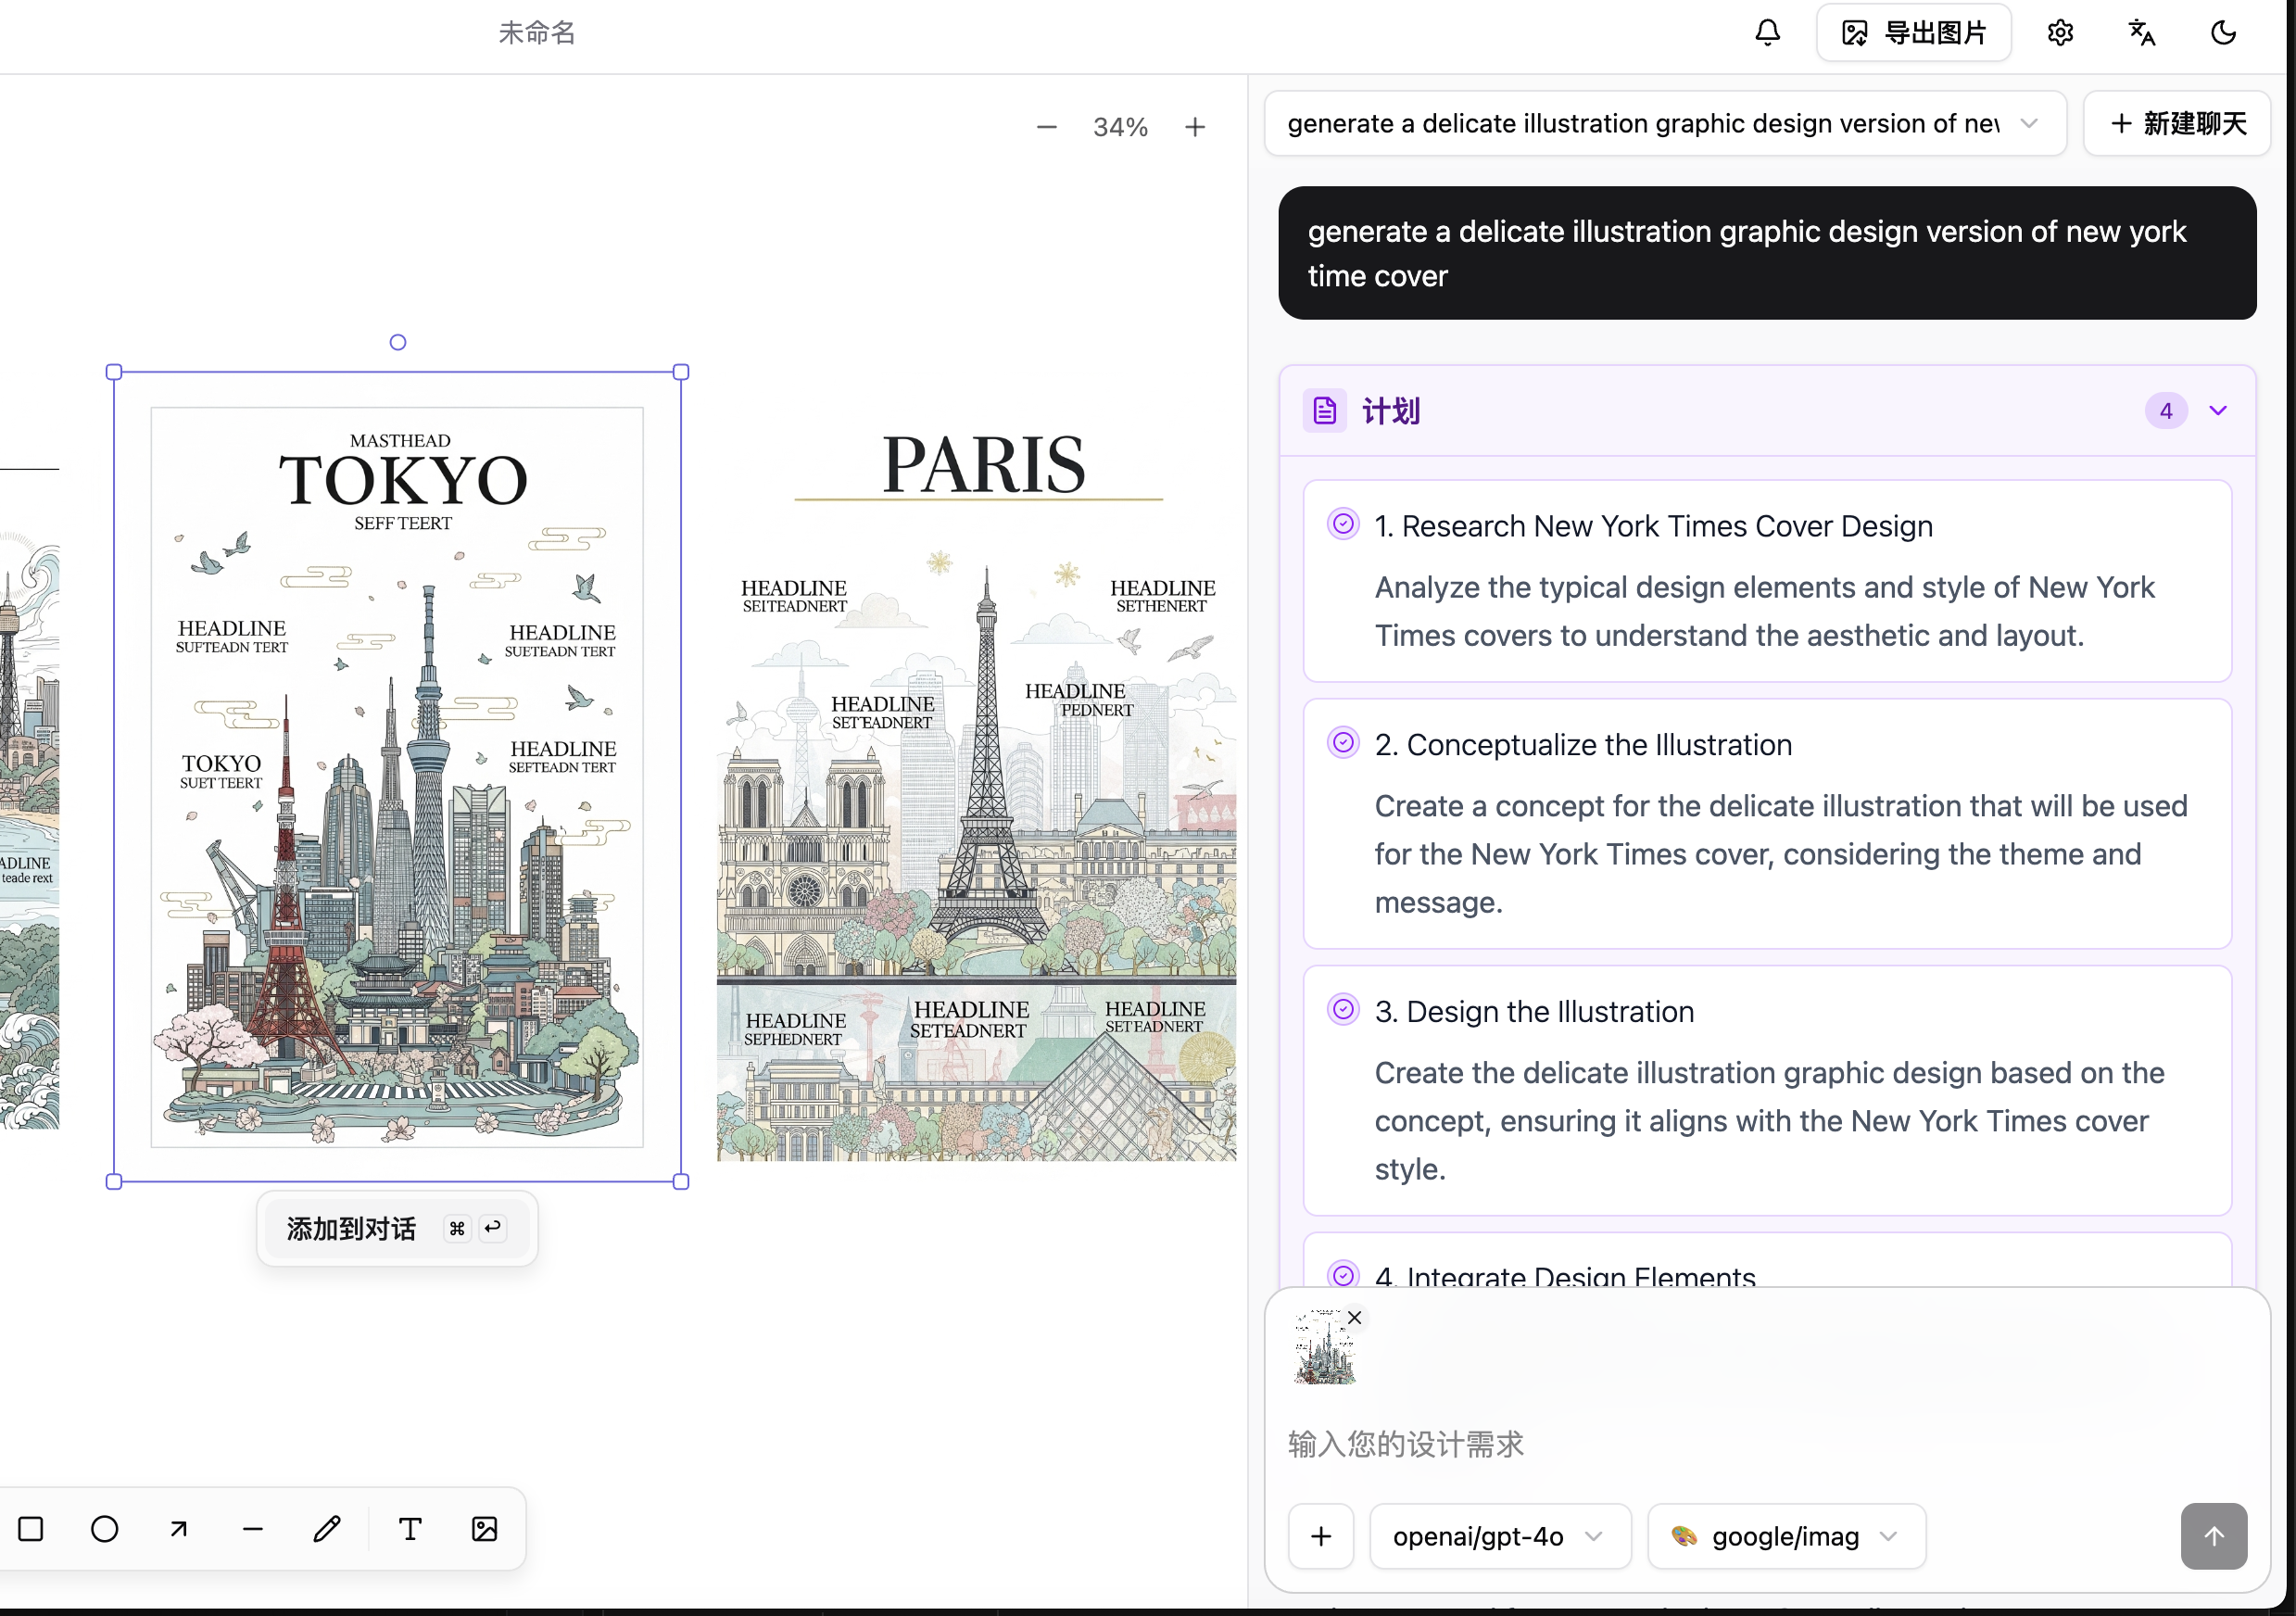 未命名
导出图片
34%
generate a delicate illustration graphic design version of nev
新建聊天
generate a delicate illustration graphic design version of new york
time cover
计划
4
1. Research New York Times Cover Design
Analyze the typical design elements and style of New York
Times covers to understand the aesthetic and layout.
2. Conceptualize the Illustration
Create a concept for the delicate illustration that will be used
for the New York Times cover, considering the theme and
message.
3. Design the Illustration
Create the delicate illustration graphic design based on the
concept, ensuring it aligns with the New York Times cover
style.
4. Integrate Design Elements
输入您的设计需求
openai/gpt-4o
google/imag
ADLINE
teade rext
MASTHEAD
TOKYO
SEFF TEERT
HEADLINE
SUFTEADN TERT
HEADLINE
SUETEADN TERT
TOKYO
SUET TEERT
HEADLINE
SEFTEADN TERT
添加到对话 ⌘ ↩
PARIS
HEADLINE
SEITEADNERT
HEADLINE
SETHENERT
HEADLINE
SETEADNERT
HEADLINE
PEDNERT
HEADLINE
SEPHEDNERT
HEADLINE
SETEADNERT
HEADLINE
SETEADNERT
T